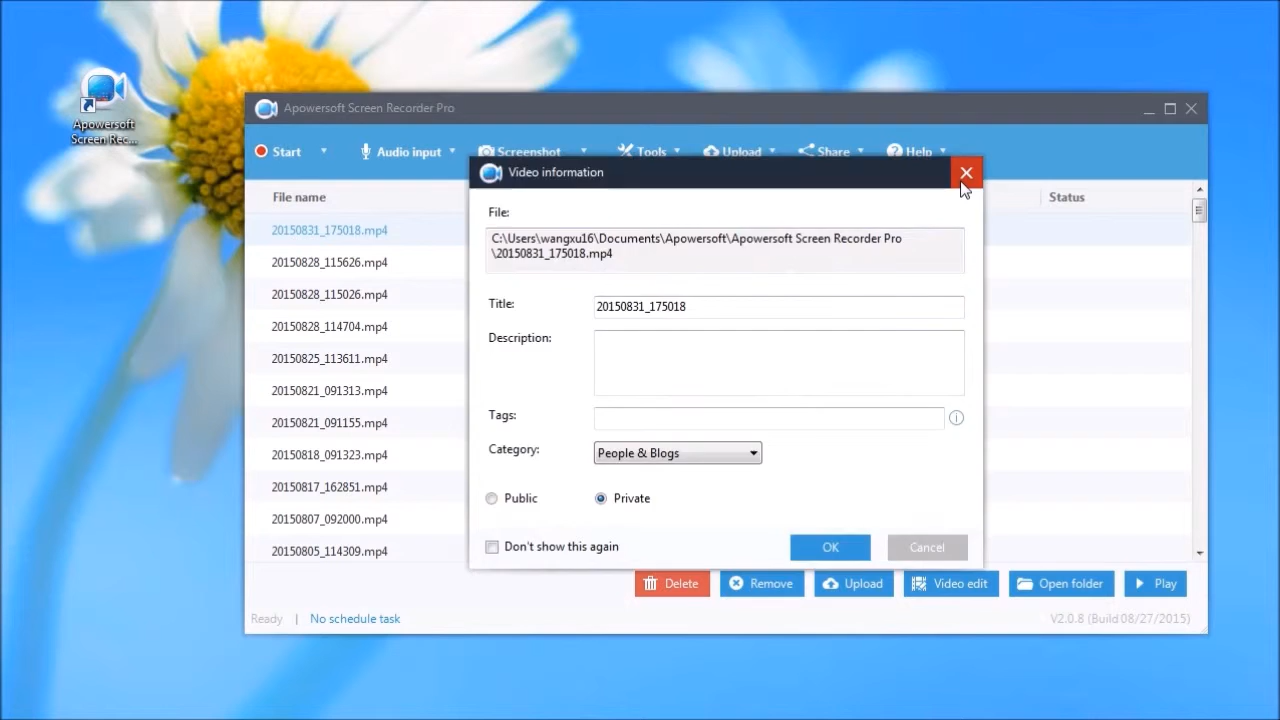 Apowersoft
Screen Rec...
Apowersoft Screen Recorder Pro
Start
Audio input
Screenshot
Tools
Upload
Share
Help
File name
Status
20150831_175018.mp4
20150828_115626.mp4
20150828_115026.mp4
20150828_114704.mp4
20150825_113611.mp4
20150821_091313.mp4
20150821_091155.mp4
20150818_091323.mp4
20150817_162851.mp4
20150807_092000.mp4
20150805_114309.mp4
Video information
File:
C:\Users\wangxu16\Documents\Apowersoft\Apowersoft Screen Recorder Pro
\20150831_175018.mp4
Title:
20150831_175018
Description:
Tags:
Category:
People & Blogs
Public
Private
Don't show this again
OK
Cancel
Delete
Remove
Upload
Video edit
Open folder
Play
Ready | No schedule task
V2.0.8 (Build 08/27/2015)